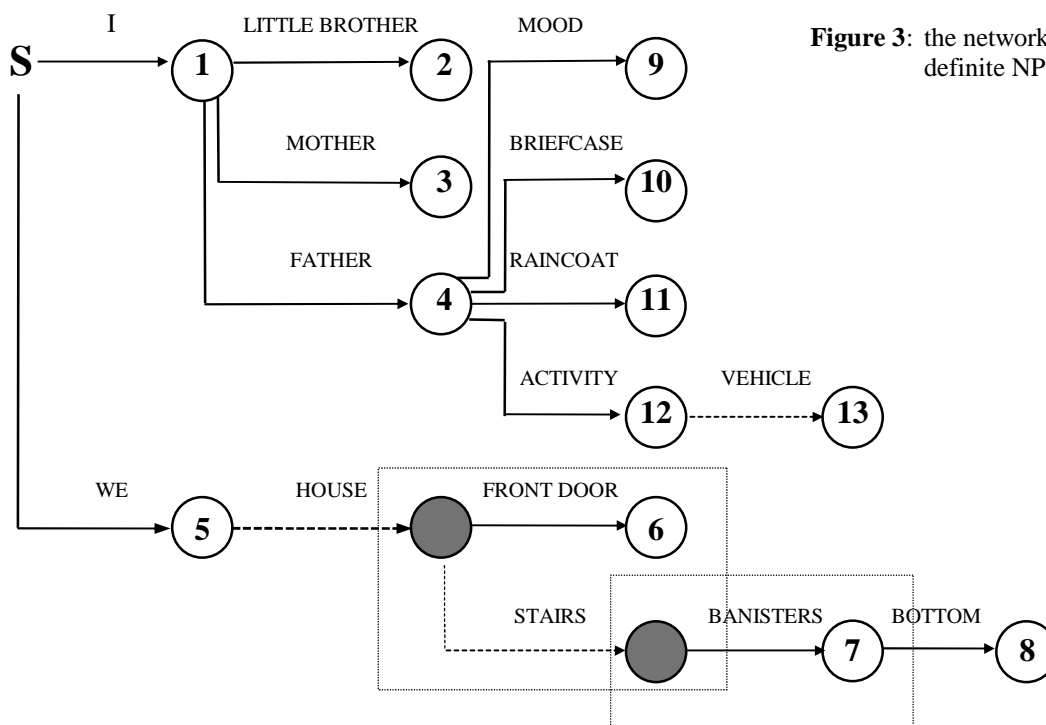 I LITTLE BROTHER MOOD
Figure 3: the network
definite NP
S 1 2 9
MOTHER BRIEFCASE
3 10
FATHER RAINCOAT
4 11
ACTIVITY VEHICLE
12 13
WE HOUSE FRONT DOOR
5 6
STAIRS BANISTERS BOTTOM
7 8